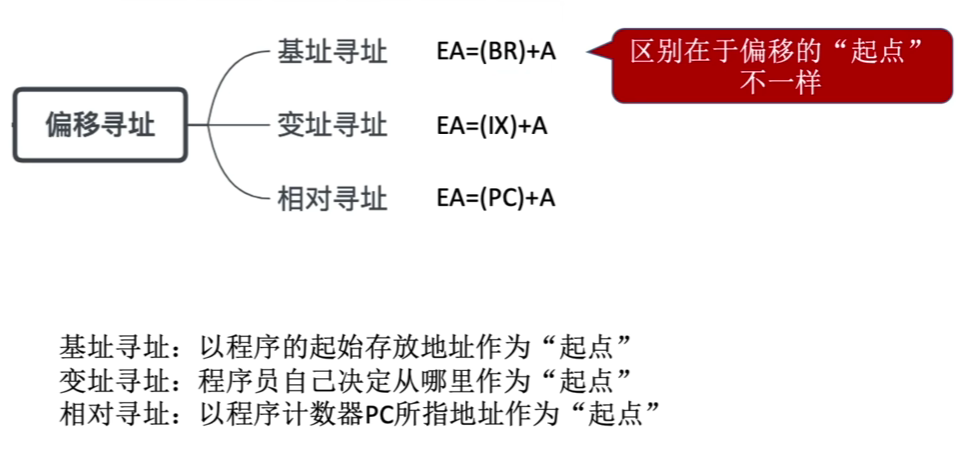 偏移寻址
基址寻址 EA=(BR)+A
区别在于偏移的“起点”
不一样
变址寻址 EA=(IX)+A
相对寻址 EA=(PC)+A
基址寻址：以程序的起始存放地址作为“起点”
变址寻址：程序员自己决定从哪里作为“起点”
相对寻址：以程序计数器PC所指地址作为“起点”